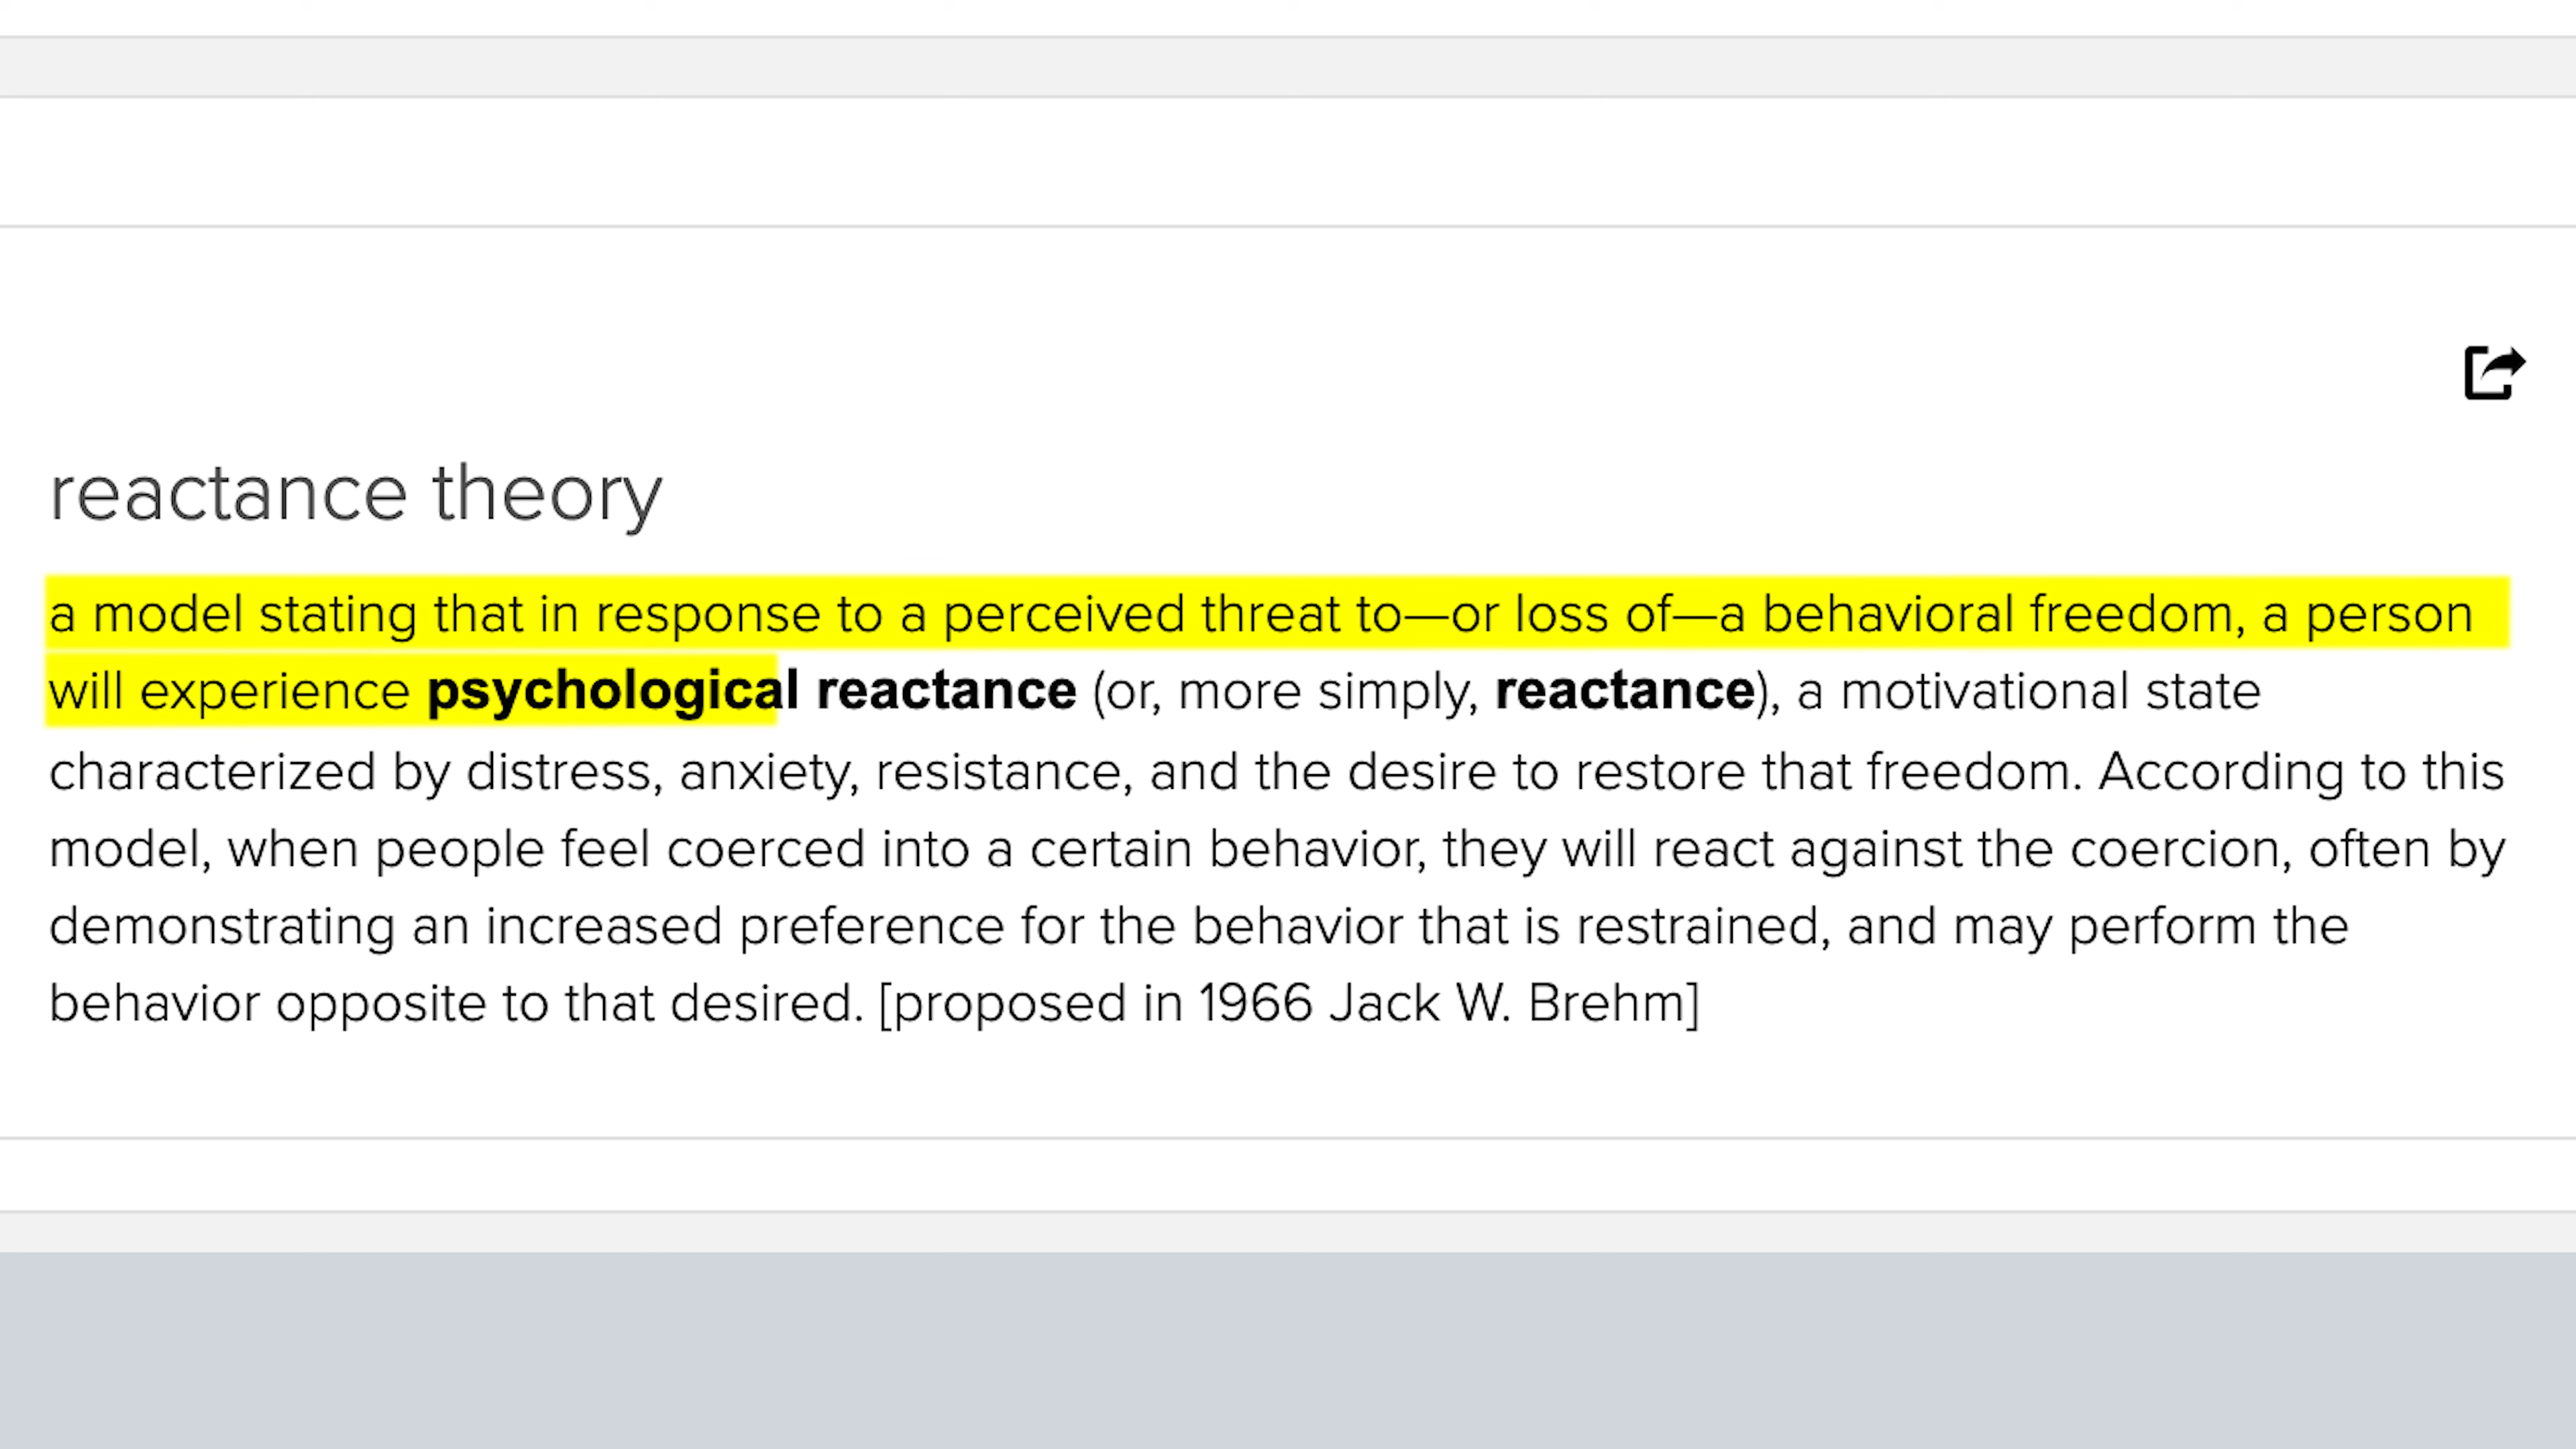 reactance theory
a model stating that in response to a perceived threat to—or loss of—a behavioral freedom, a person
will experience psychological reactance (or, more simply, reactance), a motivational state
characterized by distress, anxiety, resistance, and the desire to restore that freedom. According to this
model, when people feel coerced into a certain behavior, they will react against the coercion, often by
demonstrating an increased preference for the behavior that is restrained, and may perform the
behavior opposite to that desired. [proposed in 1966 Jack W. Brehm]